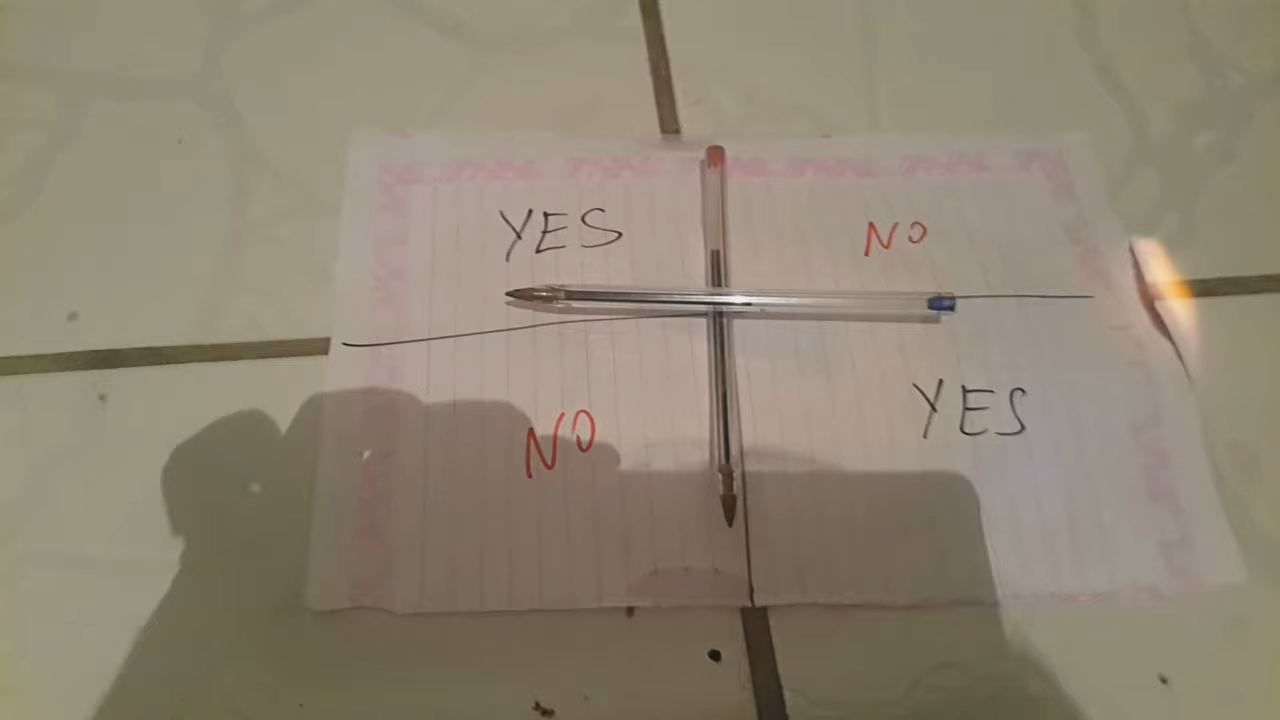 YES NO
NO YES